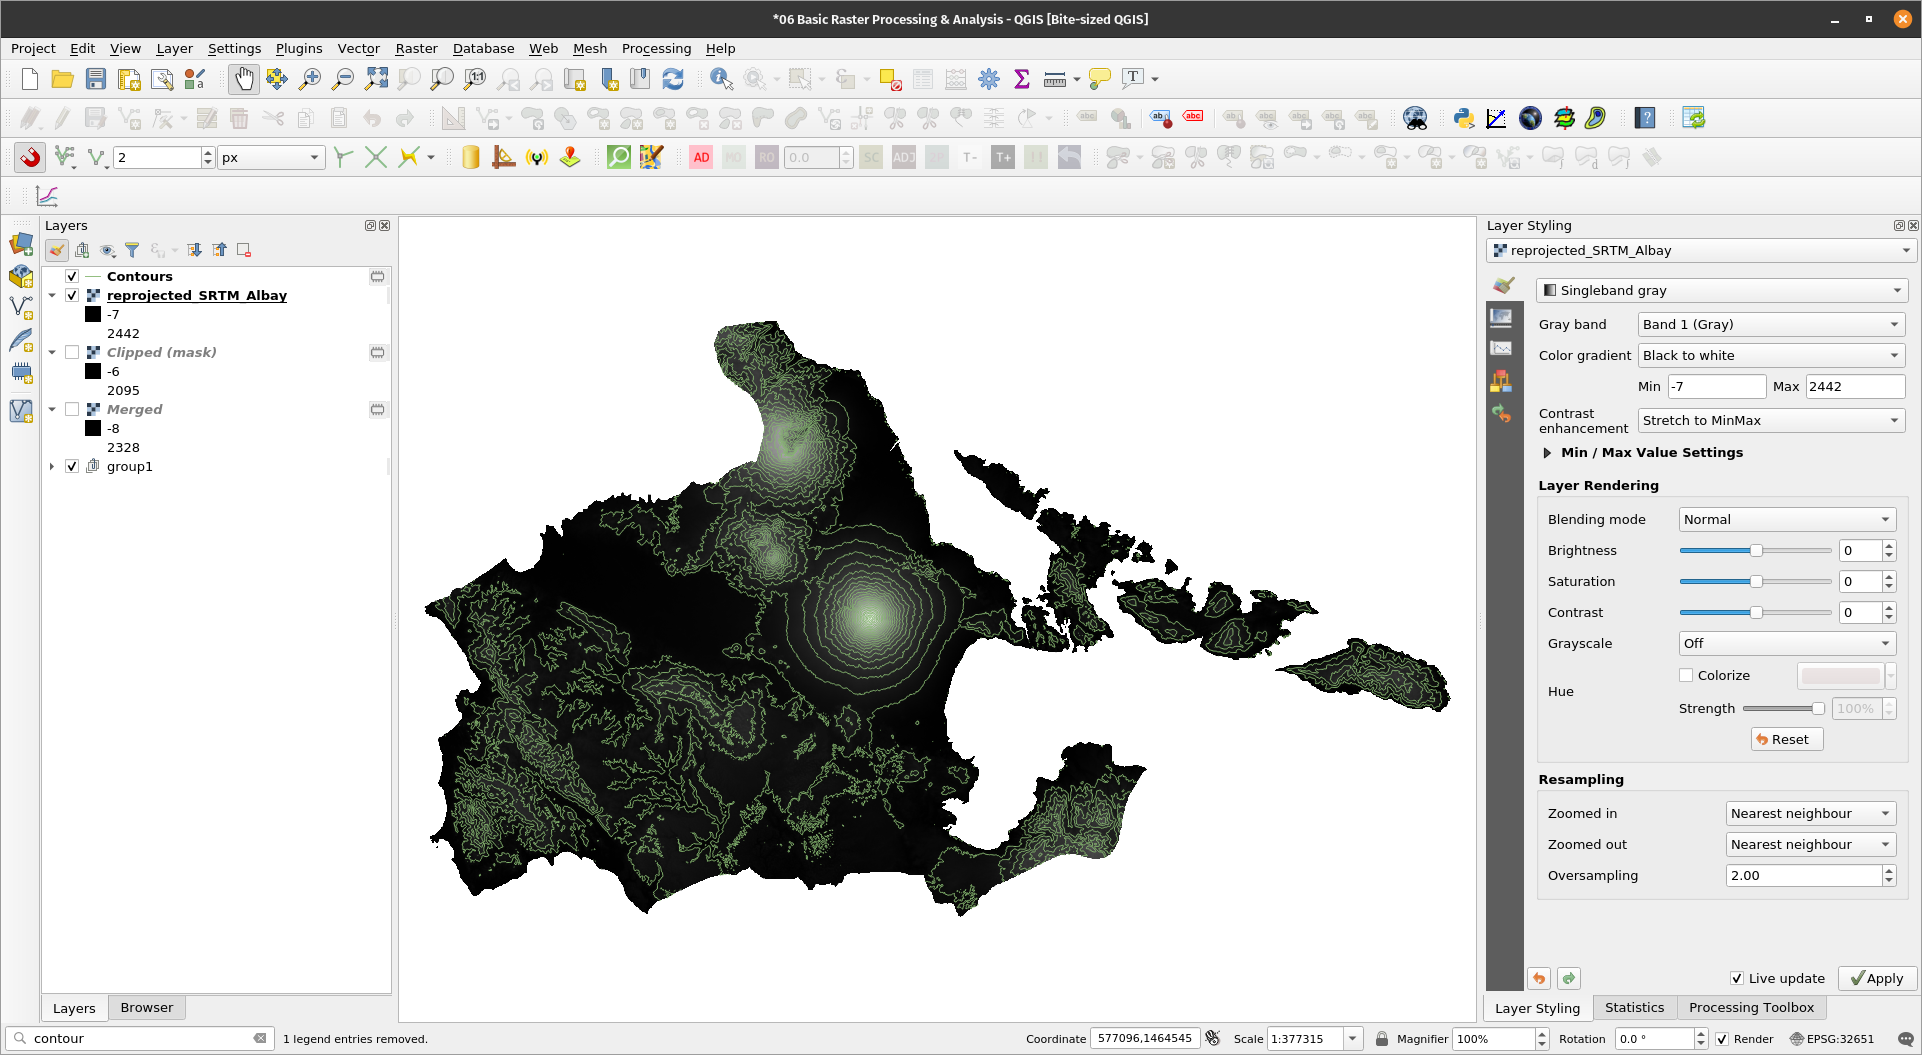 *06 Basic Raster Processing & Analysis - QGIS [Bite-sized QGIS]
Project Edit View Layer Settings Plugins Vector Raster Database Web Mesh Processing Help
2 px AD MO RO 0.0 SC ADJ T- T+
Layers
Contours
reprojected_SRTM_Albay
-7
2442
Clipped (mask)
-6
2095
Merged
-8
2328
group1
Layers Browser
Layer Styling
reprojected_SRTM_Albay
Singleband gray
Gray band Band 1 (Gray)
Color gradient Black to white
Min -7 Max 2442
Contrast enhancement Stretch to MinMax
Min / Max Value Settings
Layer Rendering
Blending mode Normal
Brightness 0
Saturation 0
Contrast 0
Grayscale Off
Hue Colorize
Strength 100%
Reset
Resampling
Zoomed in Nearest neighbour
Zoomed out Nearest neighbour
Oversampling 2.00
Live update Apply
Layer Styling Statistics Processing Toolbox
contour 1 legend entries removed. Coordinate 577096,1464545 Scale 1:377315 Magnifier 100% Rotation 0.0 ° Render EPSG:32651